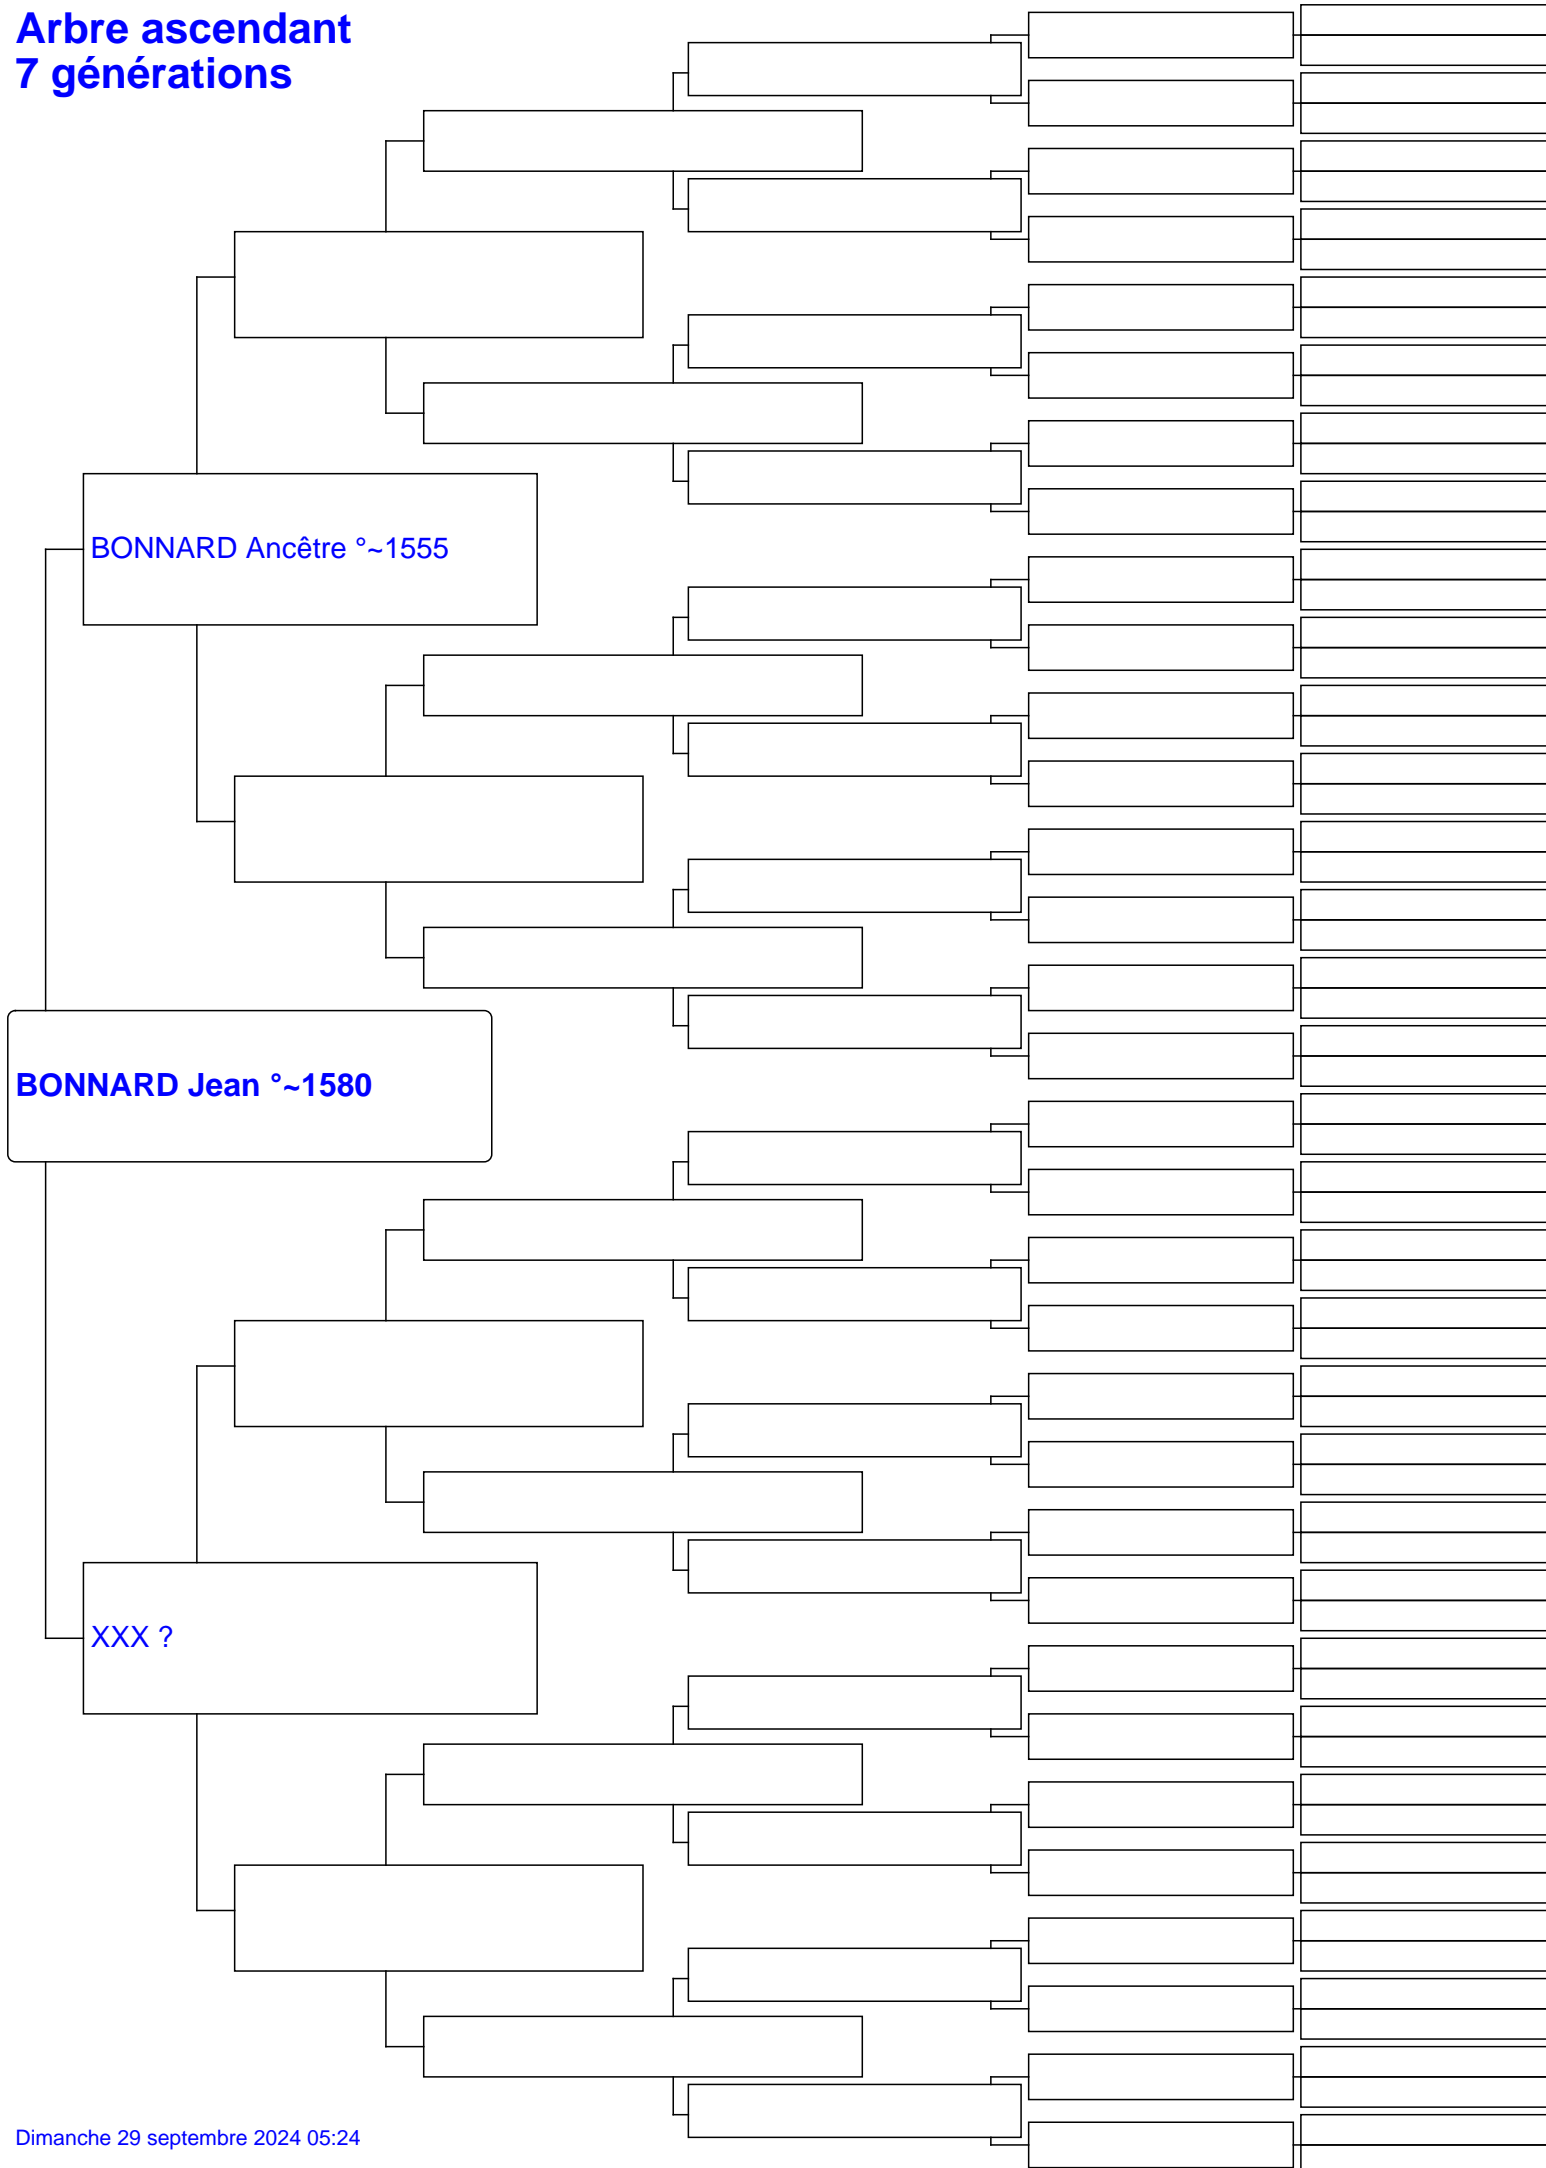 Arbre ascendant
7 générations
BONNARD Ancêtre °~1555
BONNARD Jean °~1580
XXX ?
Dimanche 29 septembre 2024 05:24